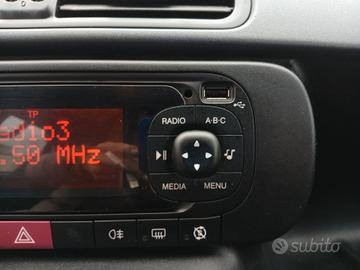 TP
adio3
.50 MHz
RADIO
A·B·C
MEDIA
MENU
subito